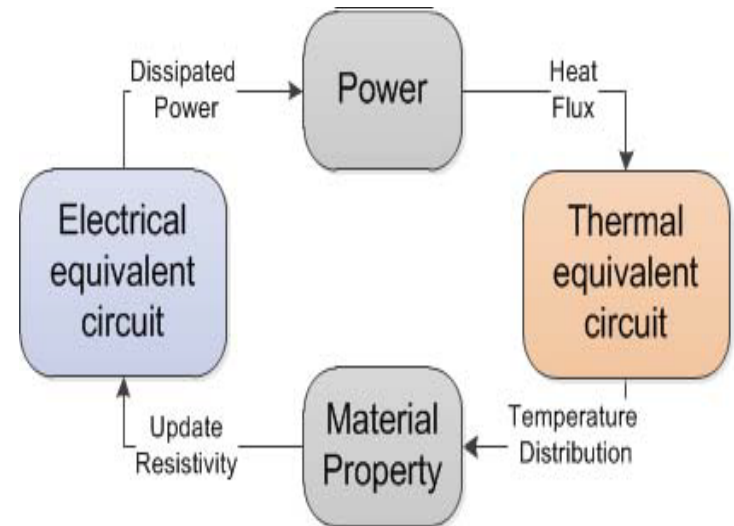 Dissipated
Power
Power
Heat
Flux
Electrical
equivalent
circuit
Thermal
equivalent
circuit
Update
Resistivity
Material
Property
Temperature
Distribution